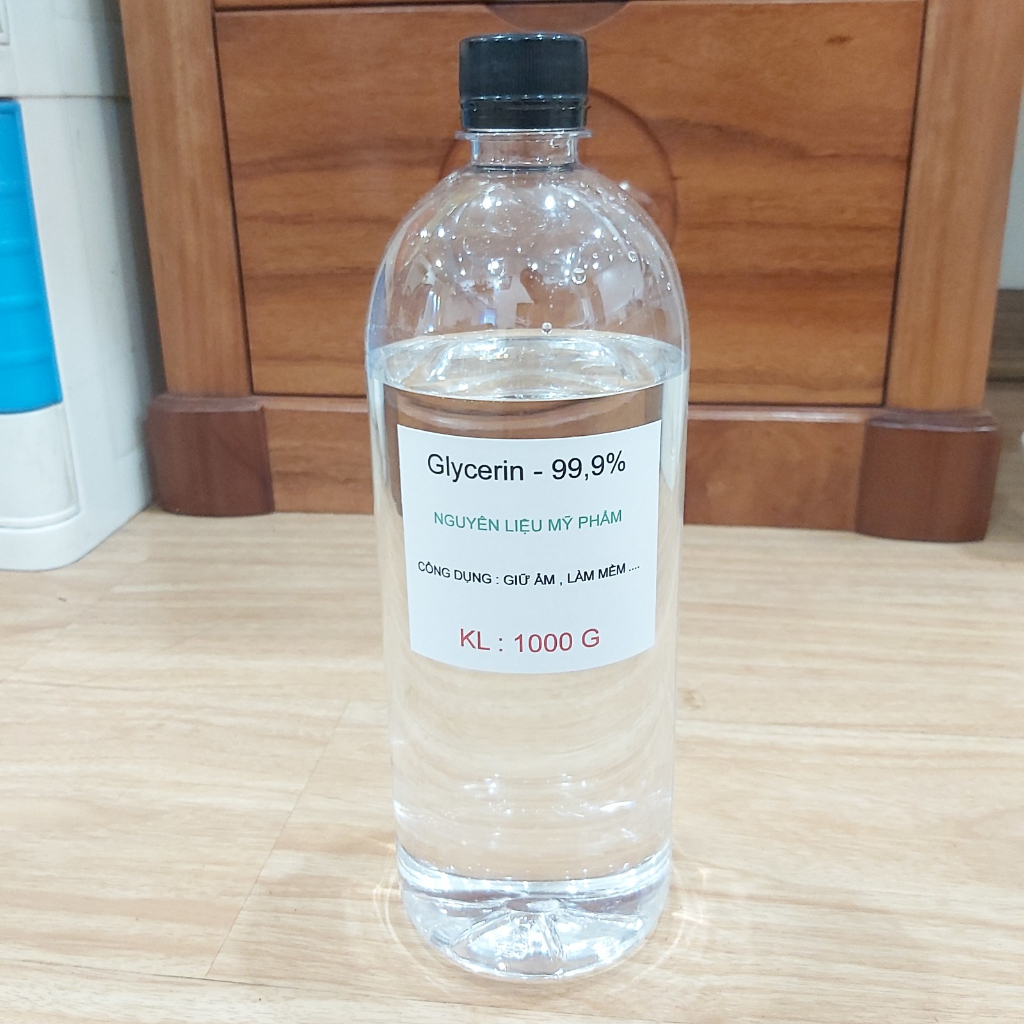 Glycerin - 99,9%
NGUYÊN LIỆU MỸ PHẨM
CÔNG DỤNG : GIỮ ẨM , LÀM MỀM ....
KL : 1000 G